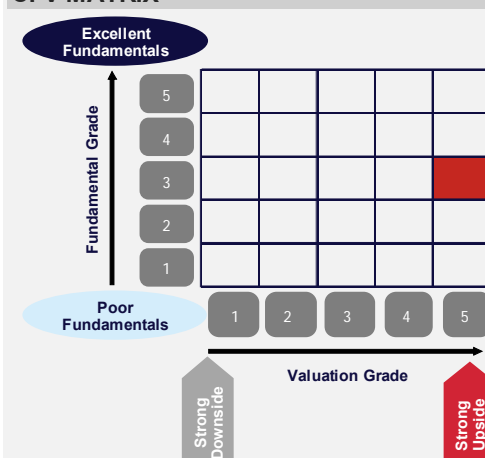 Excellent
Fundamentals
Fundamental Grade
5
4
3
2
1
Poor
Fundamentals
1
2
3
4
5
Valuation Grade
Strong
Downside
Strong
Upside